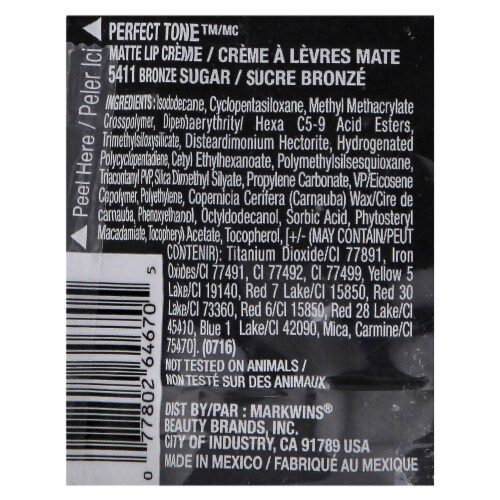 Peel Here / Peler Ici
PERFECT TONE™/MC
MATTE LIP CRÈME / CRÈME À LÈVRES MATE
5411 BRONZE SUGAR / SUCRE BRONZÉ
INGREDIENTS: Isododecane, Cyclopentasiloxane, Methyl Methacrylate
Crosspolymer, Dipentaerythrityl Hexa C5-9 Acid Esters,
Trimethylsiloxysilicate, Disteardimonium Hectorite, Hydrogenated
Polycyclopentadiene, Cetyl Ethylhexanoate, Polymethylsilsesquioxane,
Triacontanyl PVP, Silica Dimethyl Silylate, Propylene Carbonate, VP/Eicosene
Copolymer, Polyethylene, Copernicia Cerifera (Carnauba) Wax/Cire de
carnauba, Phenoxyethanol, Octyldodecanol, Sorbic Acid, Phytosteryl
Macadamiate, Tocopheryl Acetate, Tocopherol, [+/- (MAY CONTAIN/PEUT
CONTENIR): Titanium Dioxide/CI 77891, Iron
Oxides/CI 77491, CI 77492, CI 77499, Yellow 5
Lake/CI 19140, Red 7 Lake/CI 15850, Red 30
Lake/CI 73360, Red 6/CI 15850, Red 28 Lake/CI
45410, Blue 1 Lake/CI 42090, Mica, Carmine/CI
75470]. (0716)
NOT TESTED ON ANIMALS /
NON TESTÉ SUR DES ANIMAUX
DIST BY/PAR : MARKWINS®
BEAUTY BRANDS, INC.
CITY OF INDUSTRY, CA 91789 USA
MADE IN MEXICO / FABRIQUÉ AU MEXIQUE
0 77802 64670 5